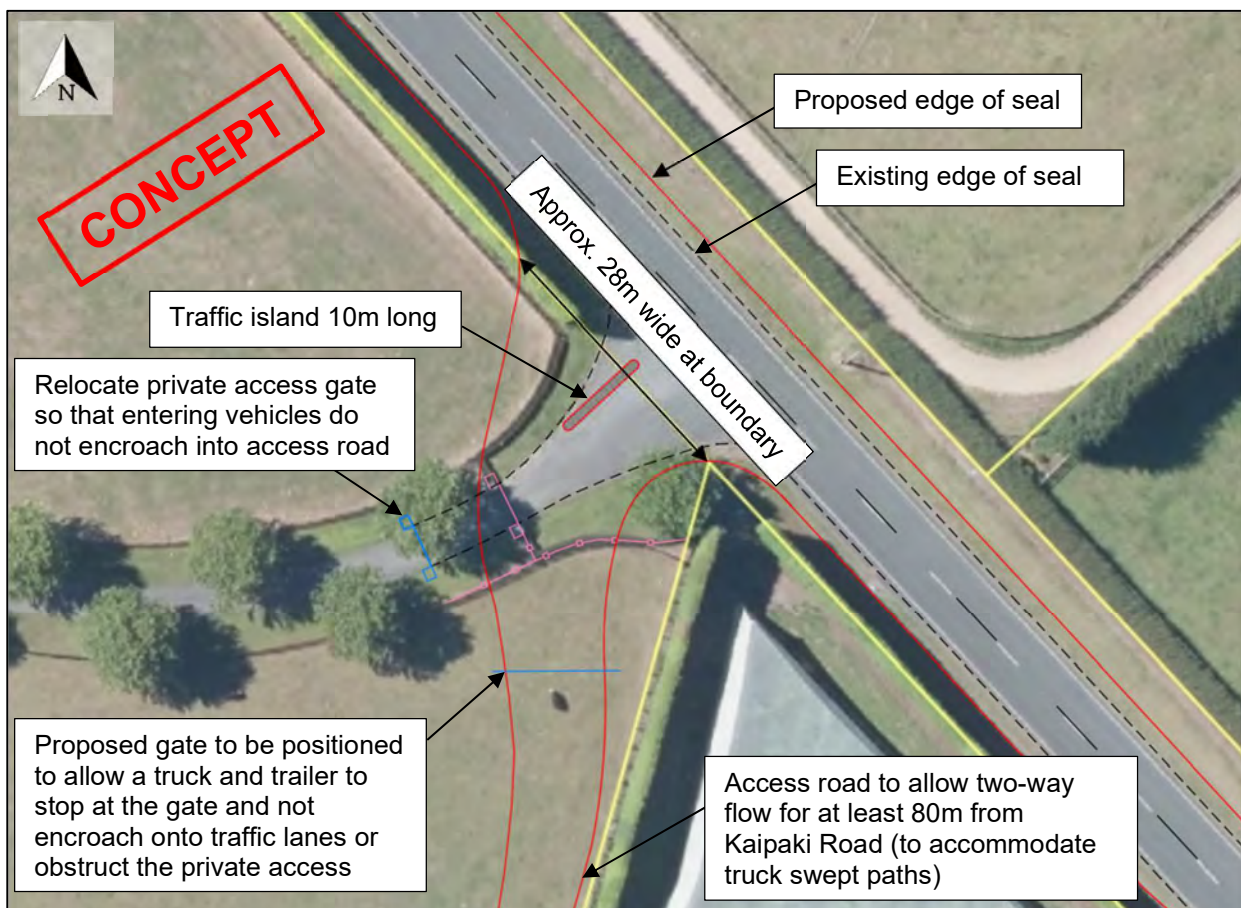 N
CONCEPT
Proposed edge of seal
Existing edge of seal
Approx. 28m wide at boundary
Traffic island 10m long
Relocate private access gate
so that entering vehicles do
not encroach into access road
Proposed gate to be positioned
to allow a truck and trailer to
stop at the gate and not
encroach onto traffic lanes or
obstruct the private access
Access road to allow two-way
flow for at least 80m from
Kaipaki Road (to accommodate
truck swept paths)